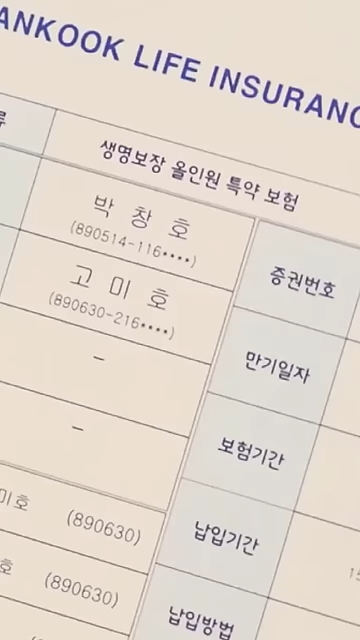 ANKOOK LIFE INSURANC
류
생명보장 올인원 특약 보험
박 창 호
(890514-116••••)
고 미 호
(890630-216••••)
증권번호
–
만기일자
–
보험기간
미호 (890630)
납입기간
15
호 (890630)
납입방법